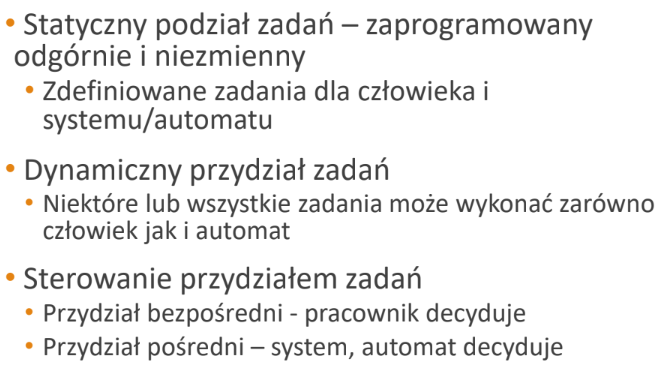 • Statyczny podział zadań – zaprogramowany
odgórnie i niezmienny
• Zdefiniowane zadania dla człowieka i
systemu/automatu
• Dynamiczny przydział zadań
• Niektóre lub wszystkie zadania może wykonać zarówno
człowiek jak i automat
• Sterowanie przydziałem zadań
• Przydział bezpośredni - pracownik decyduje
• Przydział pośredni – system, automat decyduje